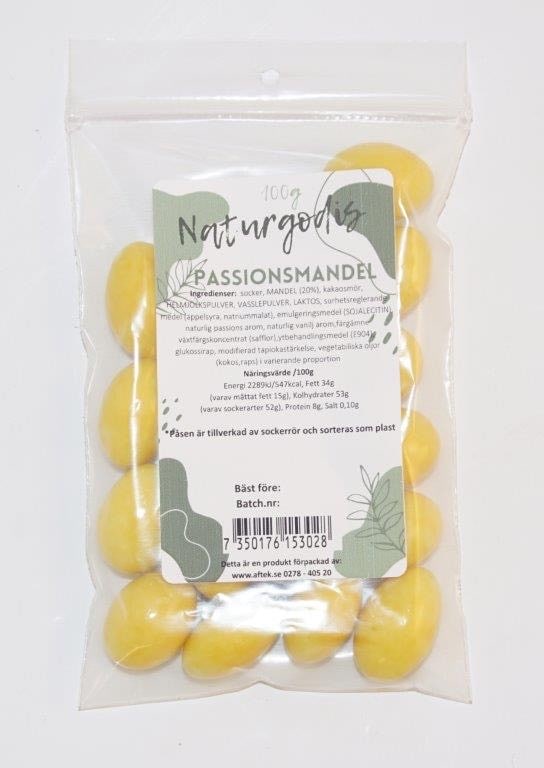 100g
Naturgodis
PASSIONSMANDEL
Ingredienser: socker, MANDEL (20%), kakaosmör,
HELMJÖLKSPULVER, VASSLEPULVER, LAKTOS, surhetsreglerande
medel (äppelsyra, natriummalat), emulgeringsmedel (SOJALECITIN),
naturlig passions arom, naturlig vanilj arom,färgämne
växtfärgskoncentrat (safflor),ytbehandlingsmedel (E904),
glukossirap, modifierad tapiokastärkelse, vegetabiliska oljor
(kokos,raps) i varierande proportion
Näringsvärde /100g
Energi 2289kJ/547kcal, Fett 34g
(varav mättat fett 15g), Kolhydrater 53g
(varav sockerarter 52g), Protein 8g, Salt 0,10g
*Påsen är tillverkad av sockerrör och sorteras som plast
Bäst före:
Batch.nr:
7 350176 153028
Detta är en produkt förpackad av:
www.aftek.se 0278 - 405 20